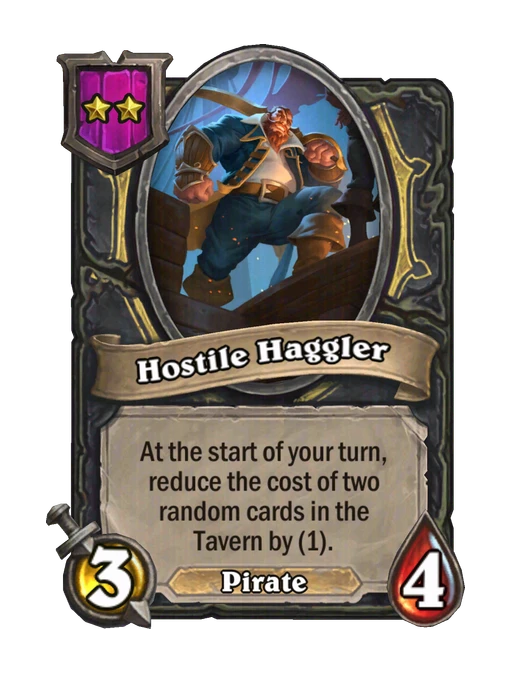 Hostile Haggler
At the start of your turn,
reduce the cost of two
random cards in the
Tavern by (1).
Pirate
3
4